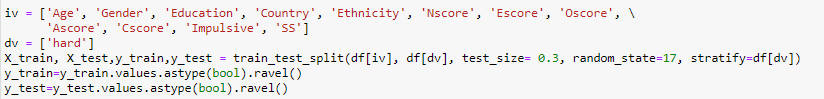 iv = ['Age', 'Gender', 'Education', 'Country', 'Ethnicity', 'Nscore', 'Escore', 'Oscore', \
'Ascore', 'Cscore', 'Impulsive', 'SS']
dv = ['hard']
X_train, X_test,y_train,y_test = train_test_split(df[iv], df[dv], test_size= 0.3, random_state=17, stratify=df[dv])
y_train=y_train.values.astype(bool).ravel()
y_test=y_test.values.astype(bool).ravel()